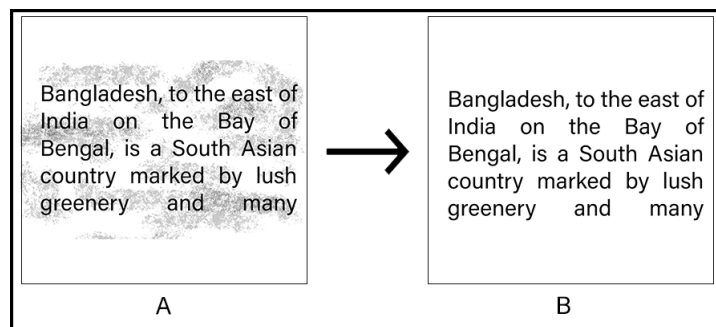 Bangladesh, to the east of
India on the Bay of
Bengal, is a South Asian
country marked by lush
greenery and many
A
Bangladesh, to the east of
India on the Bay of
Bengal, is a South Asian
country marked by lush
greenery and many
B